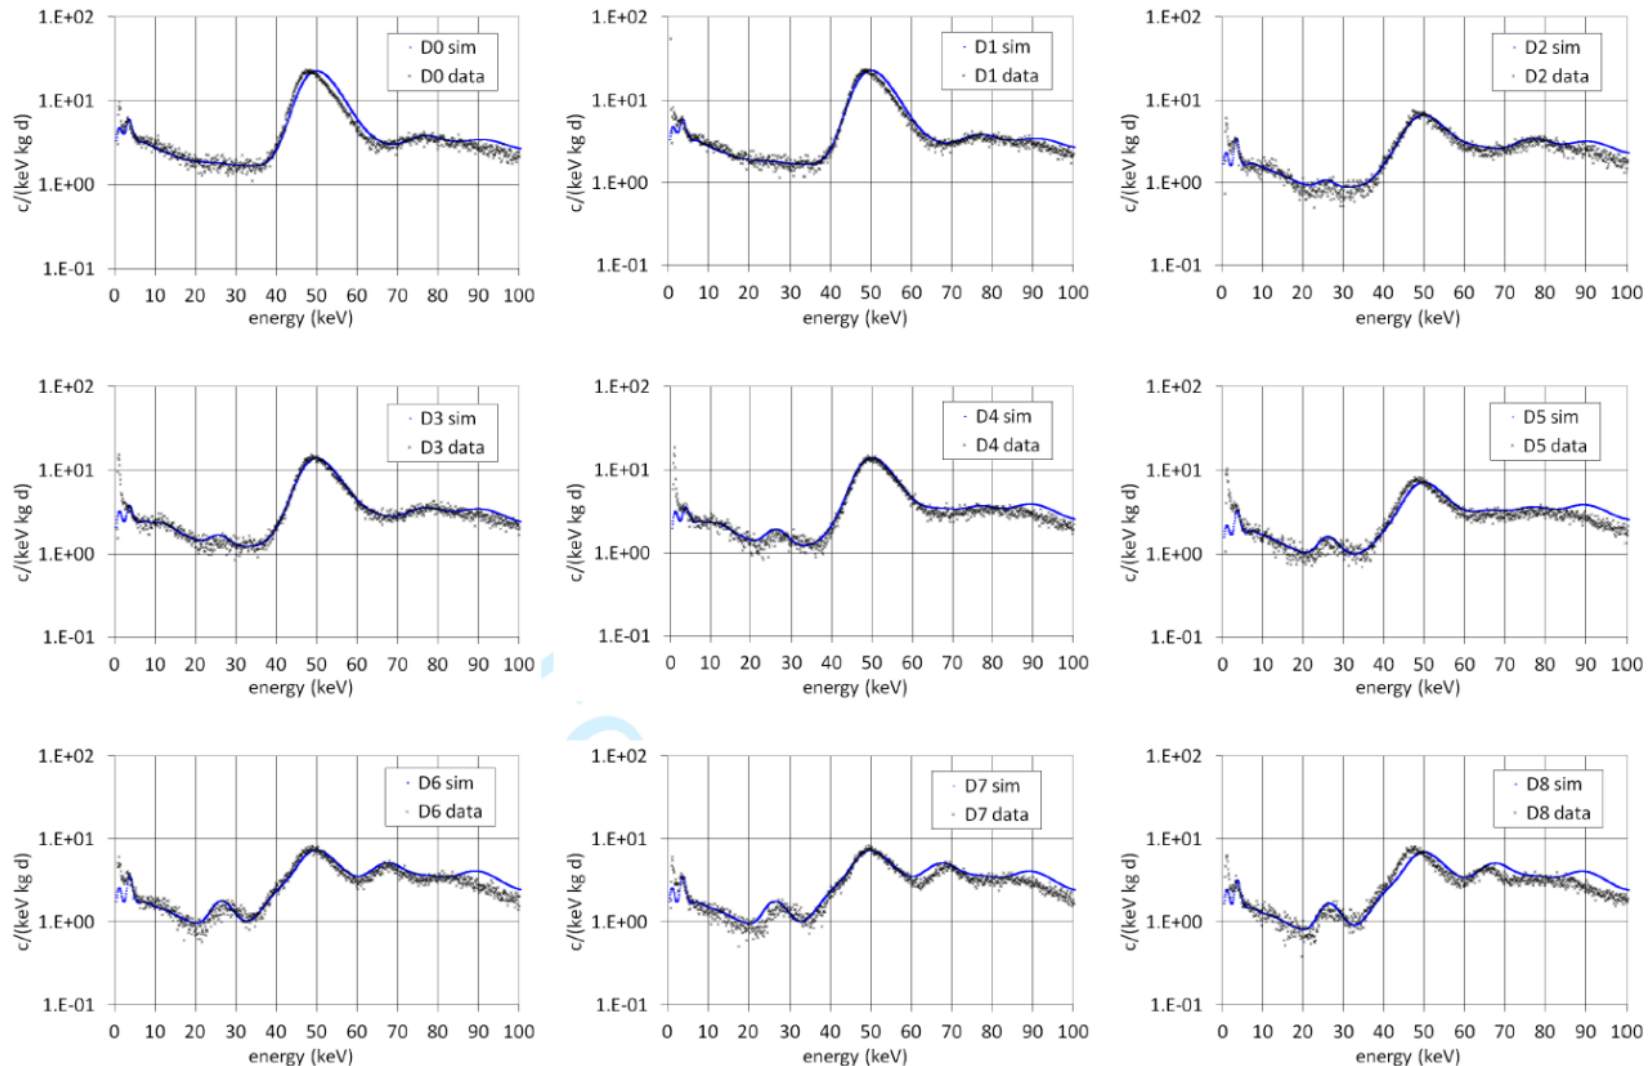 1.E+02
1.E+01
1.E+00
1.E-01
c/(keV kg d)
D0 sim
D0 data
0 10 20 30 40 50 60 70 80 90 100
energy (keV)
1.E+02
1.E+01
1.E+00
1.E-01
c/(keV kg d)
D1 sim
D1 data
0 10 20 30 40 50 60 70 80 90 100
energy (keV)
1.E+02
1.E+01
1.E+00
1.E-01
c/(keV kg d)
D2 sim
D2 data
0 10 20 30 40 50 60 70 80 90 100
energy (keV)
1.E+02
1.E+01
1.E+00
1.E-01
c/(keV kg d)
D3 sim
D3 data
0 10 20 30 40 50 60 70 80 90 100
energy (keV)
1.E+02
1.E+01
1.E+00
1.E-01
c/(keV kg d)
D4 sim
D4 data
0 10 20 30 40 50 60 70 80 90 100
energy (keV)
1.E+02
1.E+01
1.E+00
1.E-01
c/(keV kg d)
D5 sim
D5 data
0 10 20 30 40 50 60 70 80 90 100
energy (keV)
1.E+02
1.E+01
1.E+00
1.E-01
c/(keV kg d)
D6 sim
D6 data
0 10 20 30 40 50 60 70 80 90 100
energy (keV)
1.E+02
1.E+01
1.E+00
1.E-01
c/(keV kg d)
D7 sim
D7 data
0 10 20 30 40 50 60 70 80 90 100
energy (keV)
1.E+02
1.E+01
1.E+00
1.E-01
c/(keV kg d)
D8 sim
D8 data
0 10 20 30 40 50 60 70 80 90 100
energy (keV)